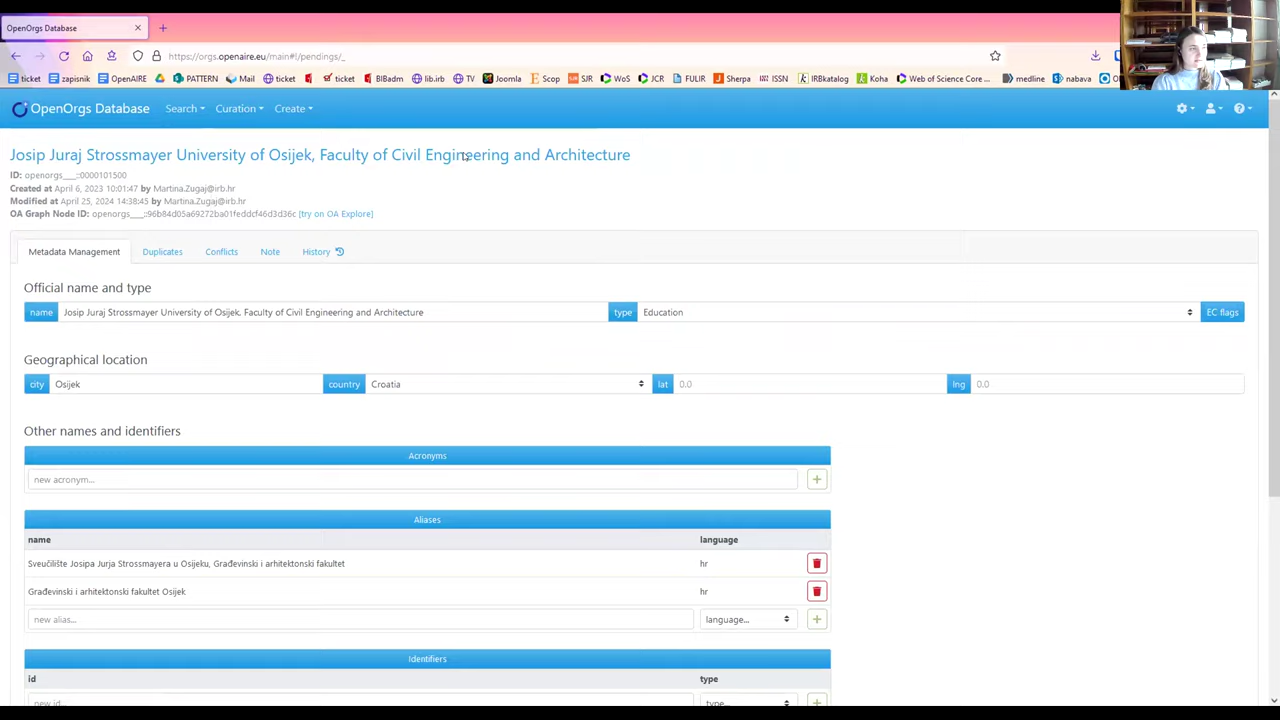 OpenOrgs Database
https://orgs.openaire.eu/main#!/pendings/_
ticket zapisnik OpenAIRE PATTERN Mail ticket ticket BIBadm lib.irb TV Joomla Scop SJR WoS JCR FULIR Sherpa ISSN IRBkatalog Koha Web of Science Core ... medline nabava
OpenOrgs Database Search Curation Create
Josip Juraj Strossmayer University of Osijek, Faculty of Civil Engineering and Architecture
ID: openorgs____::0000101500
Created at April 6, 2023 10:01:47 by Martina.Zugaj@irb.hr
Modified at April 25, 2024 14:38:45 by Martina.Zugaj@irb.hr
OA Graph Node ID: openorgs____::96b84d05a69272ba01feddcf46d3d36c [try on OA Explore]
Metadata Management Duplicates Conflicts Note History
Official name and type
name Josip Juraj Strossmayer University of Osijek, Faculty of Civil Engineering and Architecture type Education EC flags
Geographical location
city Osijek country Croatia lat 0.0 lng 0.0
Other names and identifiers
Acronyms
new acronym...
Aliases
name language
Sveučilište Josipa Jurja Strossmayera u Osijeku, Građevinski i arhitektonski fakultet hr
Građevinski i arhitektonski fakultet Osijek hr
new alias... language...
Identifiers
id type
new id... type...